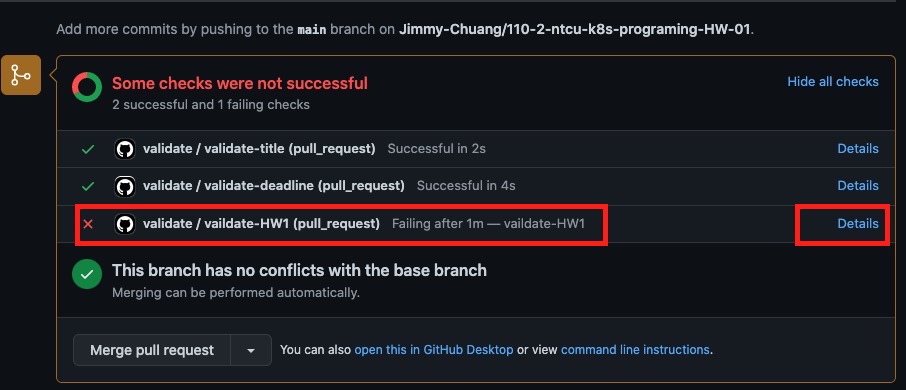 Add more commits by pushing to the main branch on Jimmy-Chuang/110-2-ntcu-k8s-programing-HW-01.
Some checks were not successful
Hide all checks
2 successful and 1 failing checks
validate / validate-title (pull_request) Successful in 2s Details
validate / validate-deadline (pull_request) Successful in 4s Details
validate / vaildate-HW1 (pull_request) Failing after 1m — vaildate-HW1 Details
This branch has no conflicts with the base branch
Merging can be performed automatically.
Merge pull request You can also open this in GitHub Desktop or view command line instructions.